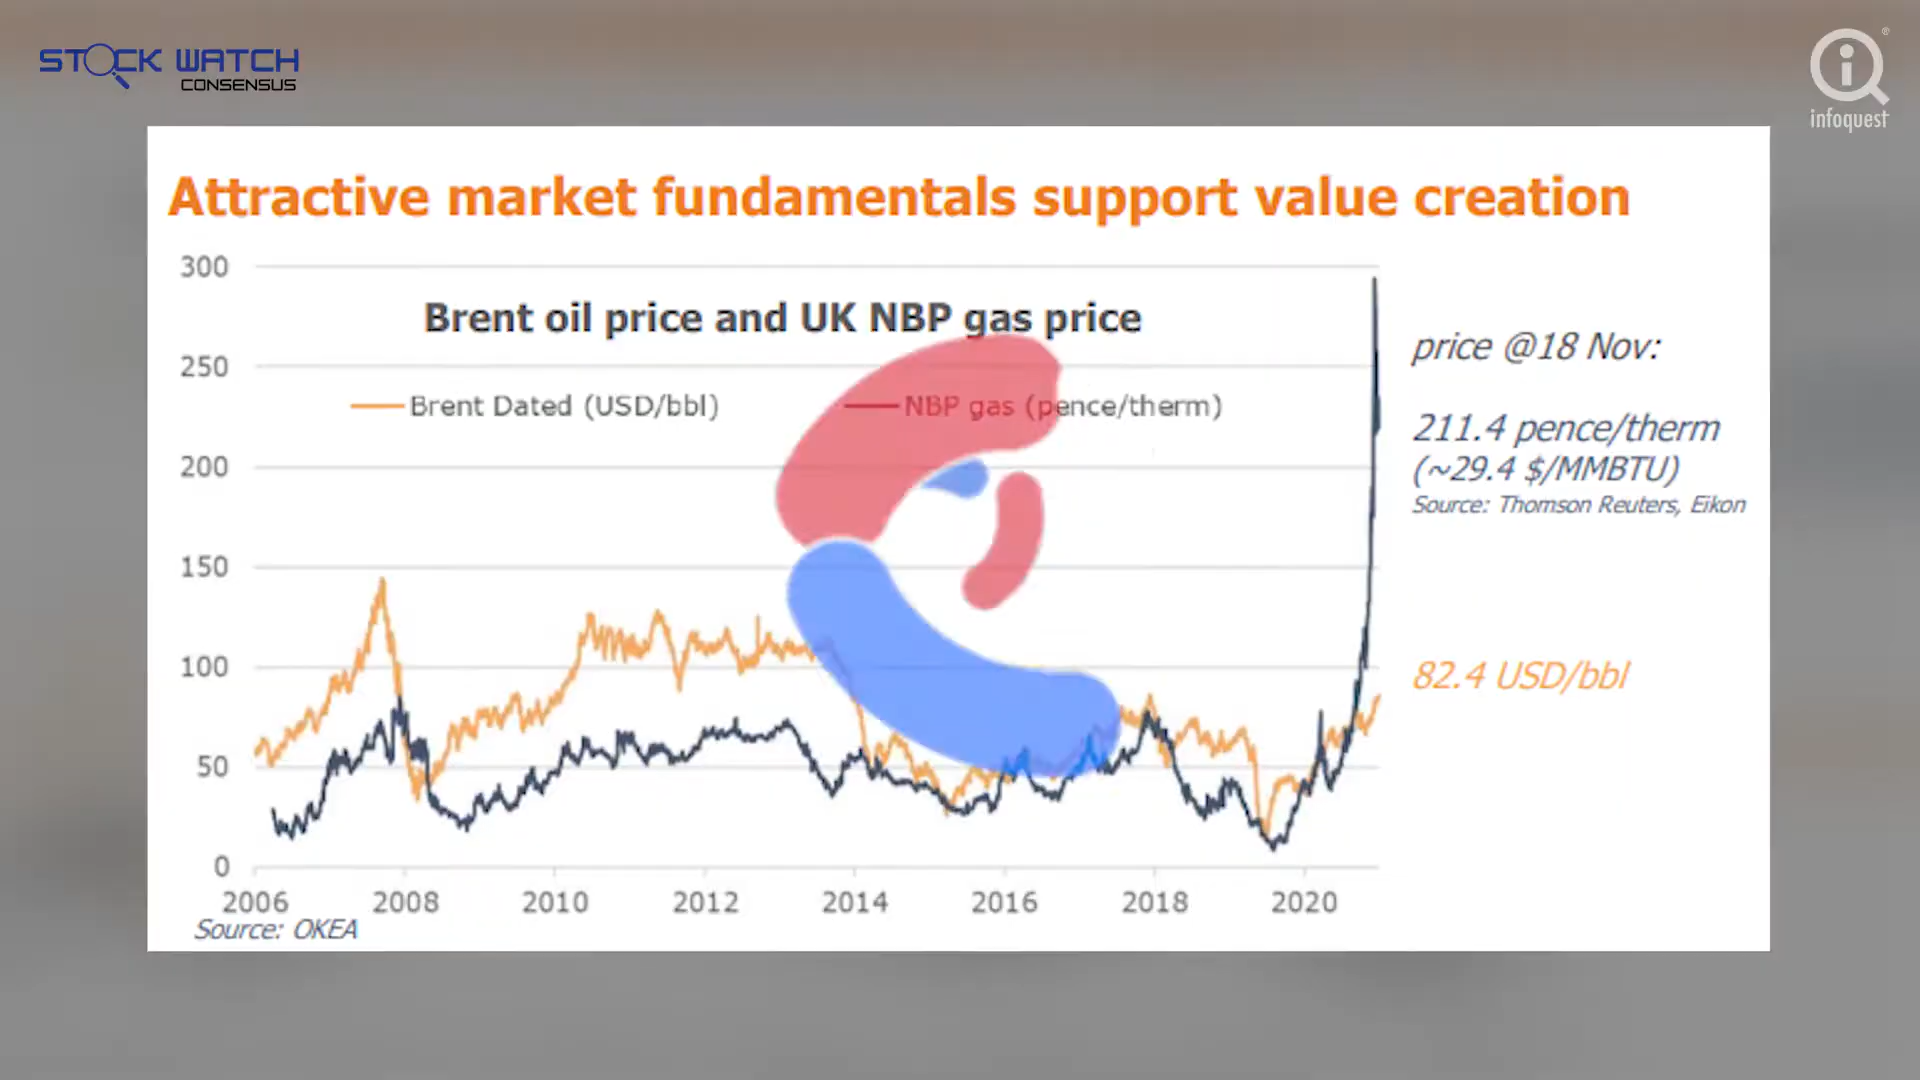 STOCK WATCH
CONSENSUS
infoquest
Attractive market fundamentals support value creation
300
250
200
150
100
50
0
Brent oil price and UK NBP gas price
Brent Dated (USD/bbl)
NBP gas (pence/therm)
2006 2008 2010 2012 2014 2016 2018 2020
Source: OKEA
price @18 Nov:
211.4 pence/therm
(~29.4 $/MMBTU)
Source: Thomson Reuters, Eikon
82.4 USD/bbl